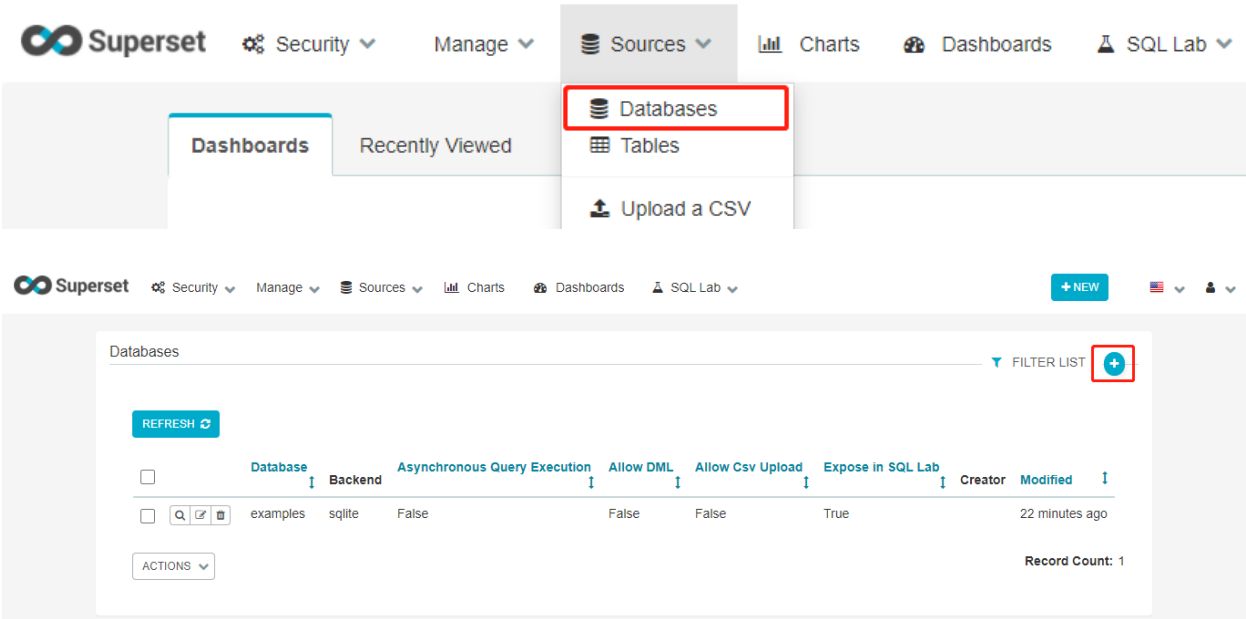 Superset Security Manage Sources Charts Dashboards SQL Lab
Databases
Dashboards Recently Viewed Tables
Upload a CSV
Superset Security Manage Sources Charts Dashboards SQL Lab + NEW
Databases
FILTER LIST
REFRESH
Database Backend Asynchronous Query Execution Allow DML Allow Csv Upload Expose in SQL Lab Creator Modified
examples sqlite False False False True 22 minutes ago
ACTIONS Record Count: 1